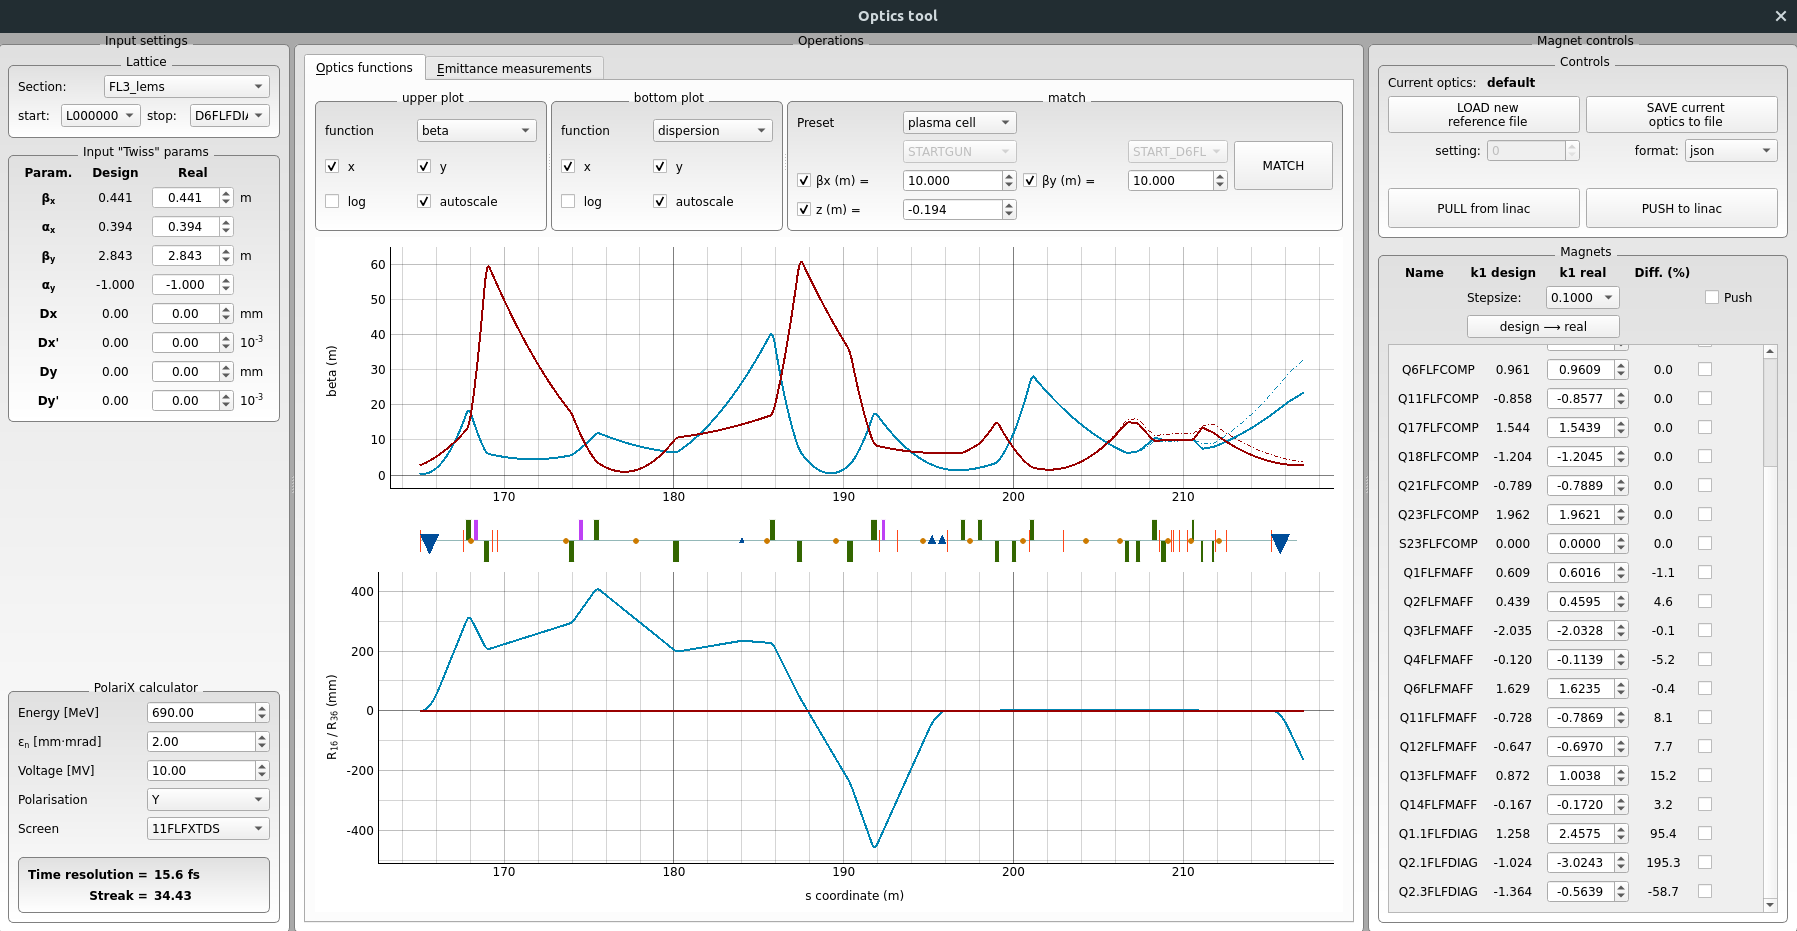 Optics tool
Input settings
Lattice
Section: FL3_lems
start: L000000 stop: D6FLFDI
Input "Twiss" params
Param. Design Real
βx 0.441 0.441 m
αx 0.394 0.394
βy 2.843 2.843 m
αy -1.000 -1.000
Dx 0.00 0.00 mm
Dx' 0.00 0.00 10-3
Dy 0.00 0.00 mm
Dy' 0.00 0.00 10-3
PolariX calculator
Energy [MeV] 690.00
εn [mm·mrad] 2.00
Voltage [MV] 10.00
Polarisation Y
Screen 11FLFXTDS
Time resolution = 15.6 fs
Streak = 34.43
Operations
Optics functions Emittance measurements
upper plot
function beta
x y
log autoscale
bottom plot
function dispersion
x y
log autoscale
match
Preset plasma cell
STARTGUN START_D6FL
βx (m) = 10.000 βy (m) = 10.000 MATCH
z (m) = -0.194
beta (m)
60
50
40
30
20
10
0
170 180 190 200 210
R16 / R36 (mm)
400
200
0
-200
-400
170 180 190 200 210
s coordinate (m)
Magnet controls
Controls
Current optics: default
LOAD new reference file SAVE current optics to file
setting: 0 format: json
PULL from linac PUSH to linac
Magnets
Name k1 design k1 real Diff. (%)
Stepsize: 0.1000 Push
design ⟶ real
Q6FLFCOMP 0.961 0.9609 0.0
Q11FLFCOMP -0.858 -0.8577 0.0
Q17FLFCOMP 1.544 1.5439 0.0
Q18FLFCOMP -1.204 -1.2045 0.0
Q21FLFCOMP -0.789 -0.7889 0.0
Q23FLFCOMP 1.962 1.9621 0.0
S23FLFCOMP 0.000 0.0000 0.0
Q1FLFMAFF 0.609 0.6016 -1.1
Q2FLFMAFF 0.439 0.4595 4.6
Q3FLFMAFF -2.035 -2.0328 -0.1
Q4FLFMAFF -0.120 -0.1139 -5.2
Q6FLFMAFF 1.629 1.6235 -0.4
Q11FLFMAFF -0.728 -0.7869 8.1
Q12FLFMAFF -0.647 -0.6970 7.7
Q13FLFMAFF 0.872 1.0038 15.2
Q14FLFMAFF -0.167 -0.1720 3.2
Q1.1FLFDIAG 1.258 2.4575 95.4
Q2.1FLFDIAG -1.024 -3.0243 195.3
Q2.3FLFDIAG -1.364 -0.5639 -58.7